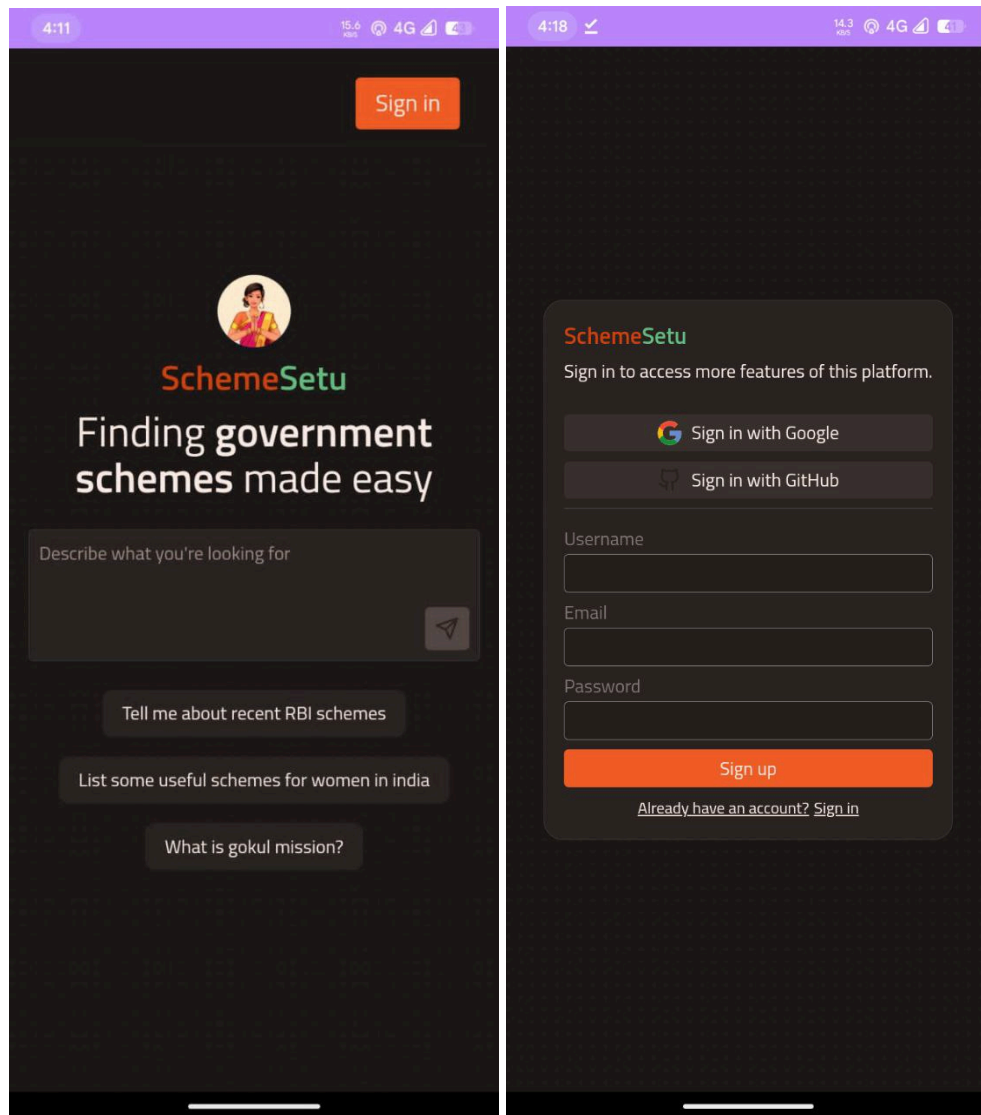 4:11
15.6
KB/S
4G
Sign in
SchemeSetu
Finding government
schemes made easy
Describe what you're looking for
Tell me about recent RBI schemes
List some useful schemes for women in india
What is gokul mission?
4:18
14.3
KB/S
4G
41
SchemeSetu
Sign in to access more features of this platform.
Sign in with Google
Sign in with GitHub
Username
Email
Password
Sign up
Already have an account? Sign in